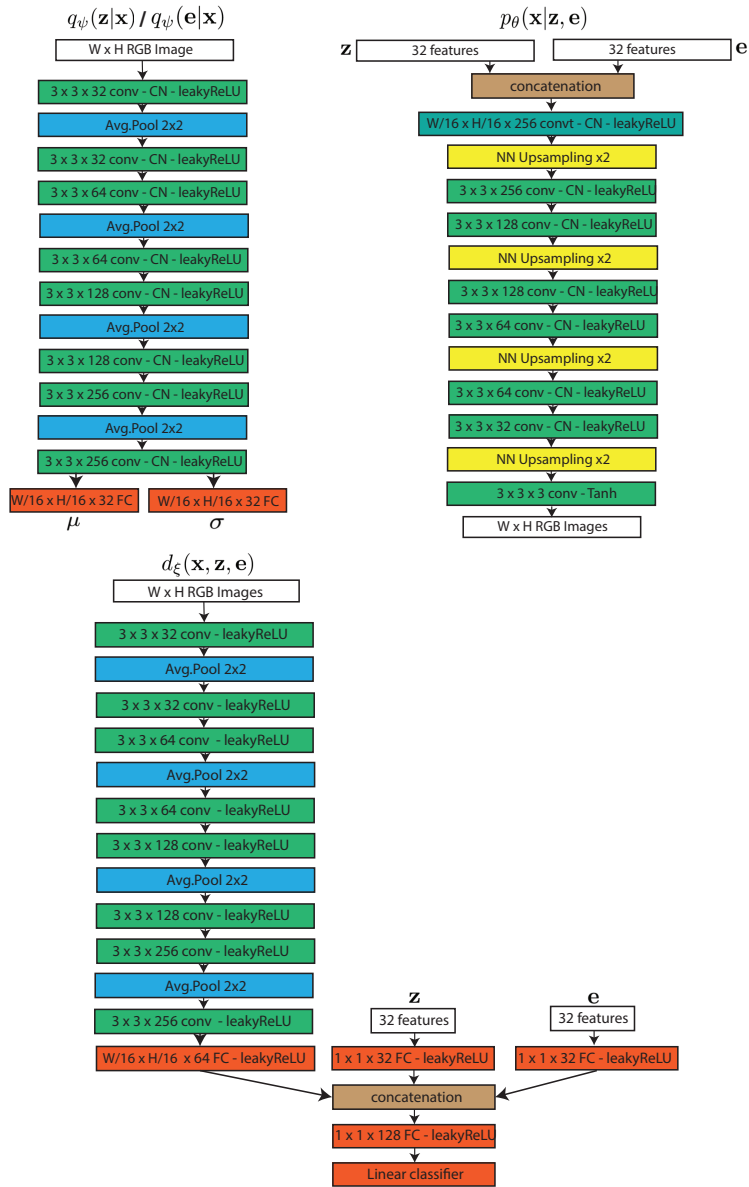 q_ψ(z|x) / q_ψ(e|x)
W x H RGB Image
3 x 3 x 32 conv - CN - leakyReLU
Avg.Pool 2x2
3 x 3 x 32 conv - CN - leakyReLU
3 x 3 x 64 conv - CN - leakyReLU
Avg.Pool 2x2
3 x 3 x 64 conv - CN - leakyReLU
3 x 3 x 128 conv - CN - leakyReLU
Avg.Pool 2x2
3 x 3 x 128 conv - CN - leakyReLU
3 x 3 x 256 conv - CN - leakyReLU
Avg.Pool 2x2
3 x 3 x 256 conv - CN - leakyReLU
W/16 x H/16 x 32 FC
W/16 x H/16 x 32 FC
μ
σ
p_θ(x|z, e)
z
32 features
32 features
e
concatenation
W/16 x H/16 x 256 convt - CN - leakyReLU
NN Upsampling x2
3 x 3 x 256 conv - CN - leakyReLU
3 x 3 x 128 conv - CN - leakyReLU
NN Upsampling x2
3 x 3 x 128 conv - CN - leakyReLU
3 x 3 x 64 conv - CN - leakyReLU
NN Upsampling x2
3 x 3 x 64 conv - CN - leakyReLU
3 x 3 x 32 conv - CN - leakyReLU
NN Upsampling x2
3 x 3 x 3 conv - Tanh
W x H RGB Images
d_ξ(x, z, e)
W x H RGB Images
3 x 3 x 32 conv - leakyReLU
Avg.Pool 2x2
3 x 3 x 32 conv - leakyReLU
3 x 3 x 64 conv - leakyReLU
Avg.Pool 2x2
3 x 3 x 64 conv - leakyReLU
3 x 3 x 128 conv - leakyReLU
Avg.Pool 2x2
3 x 3 x 128 conv - leakyReLU
3 x 3 x 256 conv - leakyReLU
Avg.Pool 2x2
3 x 3 x 256 conv - leakyReLU
W/16 x H/16 x 64 FC - leakyReLU
z
32 features
1 x 1 x 32 FC - leakyReLU
e
32 features
1 x 1 x 32 FC - leakyReLU
concatenation
1 x 1 x 128 FC - leakyReLU
Linear classifier